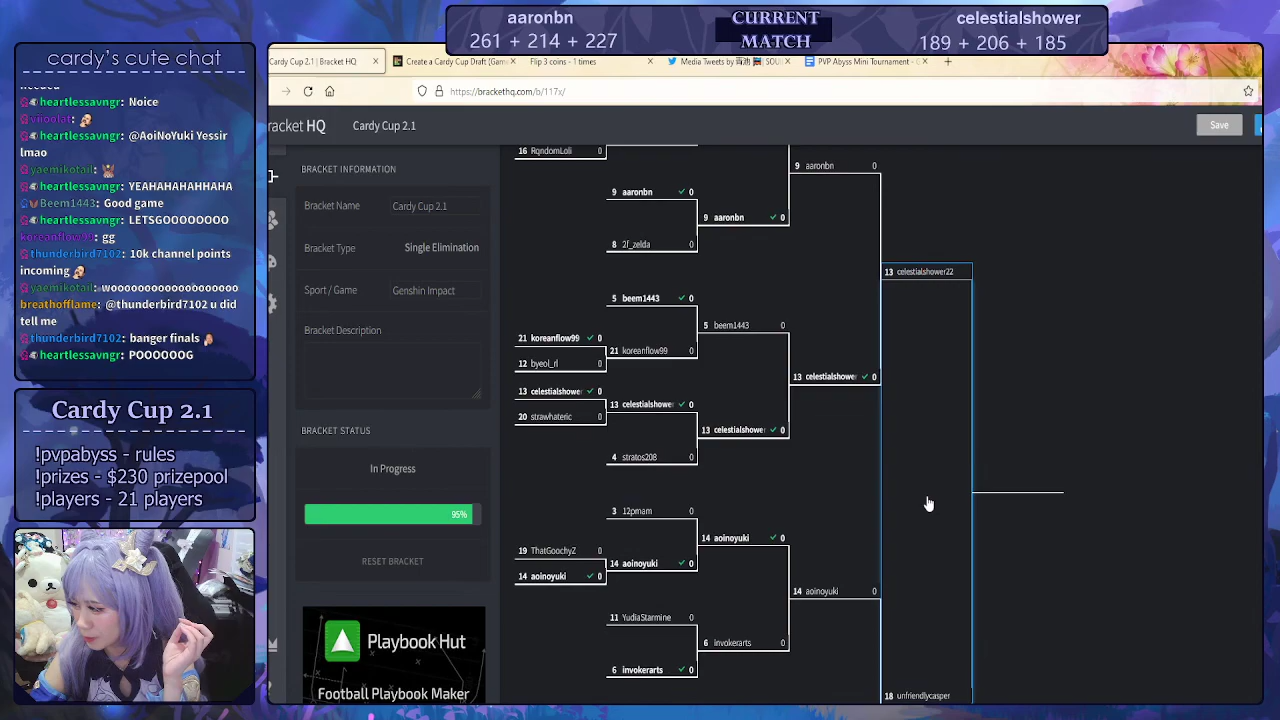 aaronbn
261 + 214 + 227
CURRENT
MATCH
celestialshower
189 + 206 + 185
cardy's cute chat
needed
heartlessavngr: Noice
viioolat:
heartlessavngr: @AoiNoYuki Yessir
lmao
yaemikotail:
heartlessavngr: YEAHAHAHAHHAHA
Beem1443: Good game
heartlessavngr: LETSGOOOOOOO
koreanflow99: gg
thunderbird7102: 10k channel points
incoming
yaemikotail: woooooooooooooooooo
breathofflame: @thunderbird7102 u did
tell me
thunderbird7102: banger finals
heartlessavngr: POOOOOOG
Cardy Cup 2.1
!pvpabyss - rules
!prizes - $230 prizepool
!players - 21 players
Cardy Cup 2.1 | Bracket HQ
Create a Cardy Cup Draft (Gam
Flip 3 coins - 1 times
Media Tweets by
PVP Abyss Mini Tournament -
https://brackethq.com/b/117x/
racket HQ
Cardy Cup 2.1
Save
BRACKET INFORMATION
Bracket Name
Cardy Cup 2.1
Bracket Type
Single Elimination
Sport / Game
Genshin Impact
Bracket Description
BRACKET STATUS
In Progress
95%
RESET BRACKET
Playbook Hut
Football Playbook Maker
16 RqndomLoli 0
9 aaronbn 0
8 2f_zelda 0
9 aaronbn 0
9 aaronbn 0
5 beem1443 0
21 koreanflow99 0
12 byeol_rl 0
21 koreanflow99 0
5 beem1443 0
13 celestialshower 0
20 strawhateric 0
13 celestialshower 0
4 stratos208 0
13 celestialshower 0
13 celestialshower 0
13 celestialshower22
3 12pmam 0
19 ThatGoochyZ 0
14 aoinoyuki 0
14 aoinoyuki 0
14 aoinoyuki 0
11 YudiaStarmine 0
6 invokerarts 0
6 invokerarts 0
14 aoinoyuki 0
18 unfriendlycasper